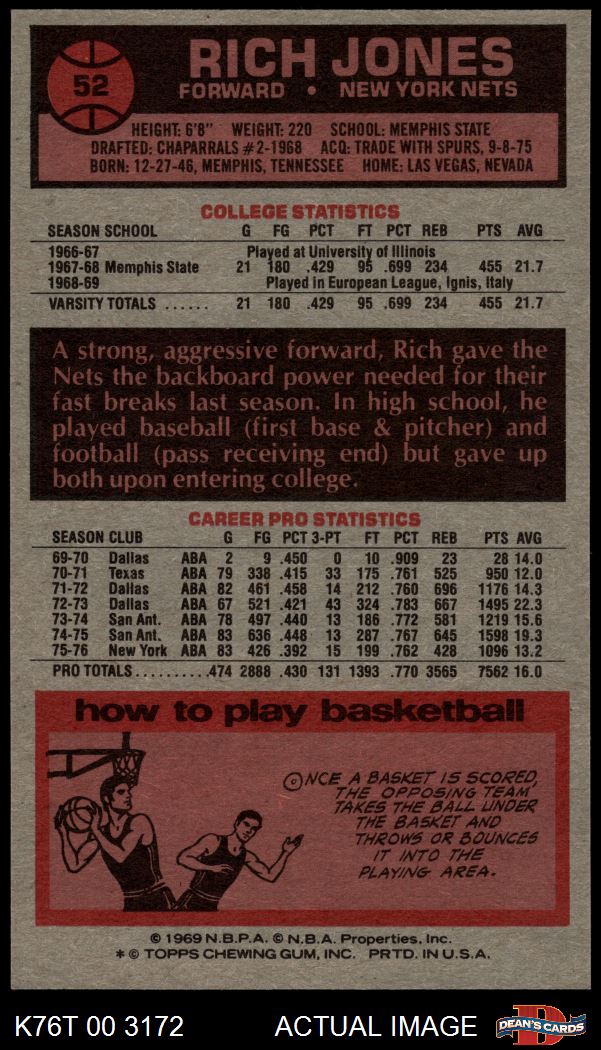 52
RICH JONES
FORWARD • NEW YORK NETS
HEIGHT: 6'8" WEIGHT: 220 SCHOOL: MEMPHIS STATE
DRAFTED: CHAPARRALS #2-1968 ACQ: TRADE WITH SPURS, 9-8-75
BORN: 12-27-46, MEMPHIS, TENNESSEE HOME: LAS VEGAS, NEVADA
COLLEGE STATISTICS
SEASON SCHOOL G FG PCT FT PCT REB PTS AVG
1966-67 Played at University of Illinois
1967-68 Memphis State 21 180 .429 95 .699 234 455 21.7
1968-69 Played in European League, Ignis, Italy
VARSITY TOTALS ...... 21 180 .429 95 .699 234 455 21.7
A strong, aggressive forward, Rich gave the
Nets the backboard power needed for their
fast breaks last season. In high school, he
played baseball (first base & pitcher) and
football (pass receiving end) but gave up
both upon entering college.
CAREER PRO STATISTICS
SEASON CLUB G FG PCT 3-PT FT PCT REB PTS AVG
69-70 Dallas ABA 2 9 .450 0 10 .909 23 28 14.0
70-71 Texas ABA 79 338 .415 33 175 .761 525 950 12.0
71-72 Dallas ABA 82 461 .458 14 212 .760 696 1176 14.3
72-73 Dallas ABA 67 521 .421 43 324 .783 667 1495 22.3
73-74 San Ant. ABA 78 497 .440 13 186 .772 581 1219 15.6
74-75 San Ant. ABA 83 636 .448 13 287 .767 645 1598 19.3
75-76 New York ABA 83 426 .392 15 199 .762 428 1096 13.2
PRO TOTALS..........474 2888 .430 131 1393 .770 3565 7562 16.0
how to play basketball
ONCE A BASKET IS SCORED,
THE OPPOSING TEAM
TAKES THE BALL UNDER
THE BASKET AND
THROWS OR BOUNCES
IT INTO THE
PLAYING AREA.
© 1969 N.B.P.A. © N.B.A. Properties, Inc.
* © TOPPS CHEWING GUM, INC. PRTD. IN U.S.A.
K76T 00 3172 ACTUAL IMAGE
D
DEAN'S CARDS